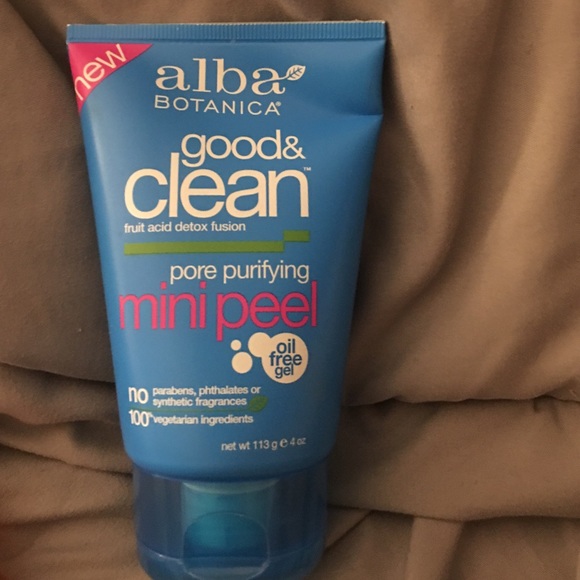 new
alba
BOTANICA®
good&
clean™
fruit acid detox fusion
pore purifying
mini peel
oil
free
gel
no parabens, phthalates or
synthetic fragrances
100% vegetarian ingredients
net wt 113 g ℮ 4 oz